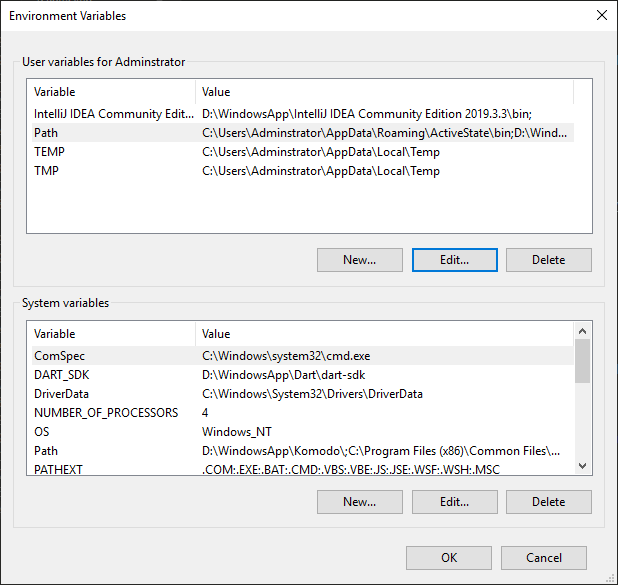 Environment Variables
User variables for Adminstrator
Variable Value
IntelliJ IDEA Community Edit... D:\WindowsApp\IntelliJ IDEA Community Edition 2019.3.3\bin;
Path C:\Users\Adminstrator\AppData\Roaming\ActiveState\bin;D:\Wind...
TEMP C:\Users\Adminstrator\AppData\Local\Temp
TMP C:\Users\Adminstrator\AppData\Local\Temp
New... Edit... Delete
System variables
Variable Value
ComSpec C:\Windows\system32\cmd.exe
DART_SDK D:\WindowsApp\Dart\dart-sdk
DriverData C:\Windows\System32\Drivers\DriverData
NUMBER_OF_PROCESSORS 4
OS Windows_NT
Path D:\WindowsApp\Komodo\;C:\Program Files (x86)\Common Files\...
PATHEXT .COM;.EXE;.BAT;.CMD;.VBS;.VBE;.JS;.JSE;.WSF;.WSH;.MSC
New... Edit... Delete
OK Cancel